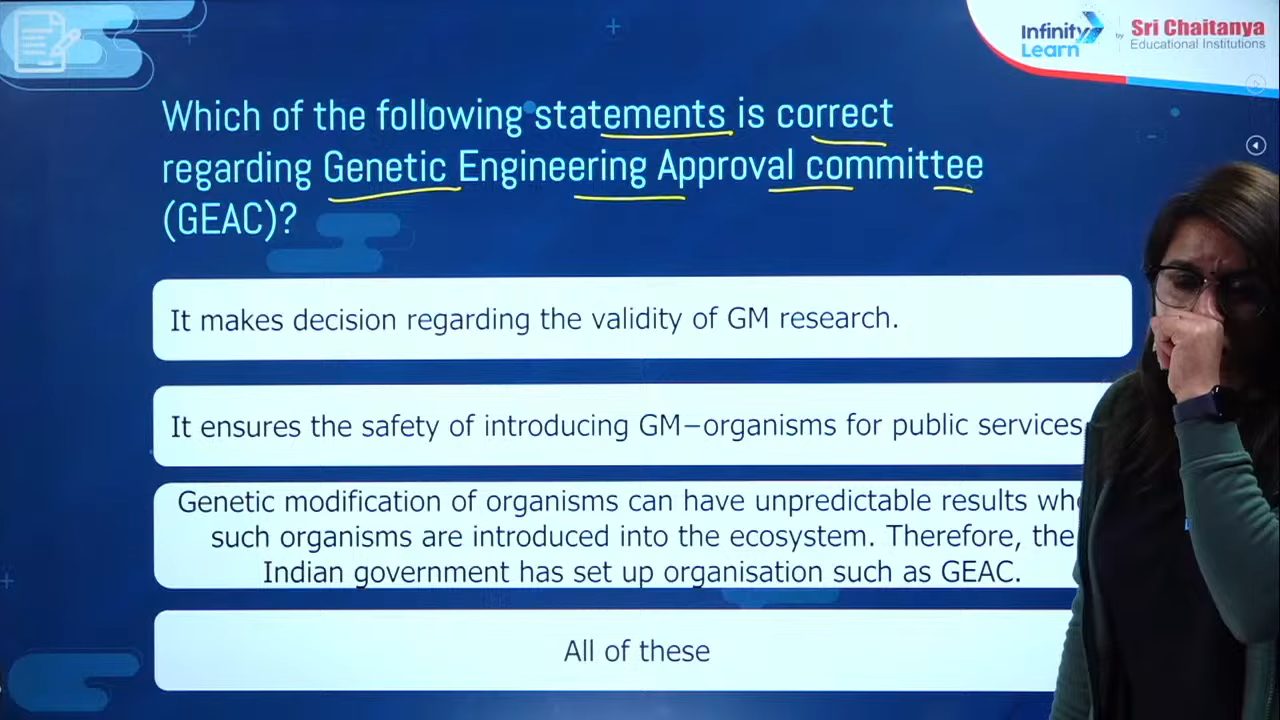 Infinity
Learn
by
Sri Chaitanya
Educational Institutions
Which of the following statements is correct
regarding Genetic Engineering Approval committee
(GEAC)?
It makes decision regarding the validity of GM research.
It ensures the safety of introducing GM–organisms for public services
Genetic modification of organisms can have unpredictable results
such organisms are introduced into the ecosystem. Therefore, the
Indian government has set up organisation such as GEAC.
All of these